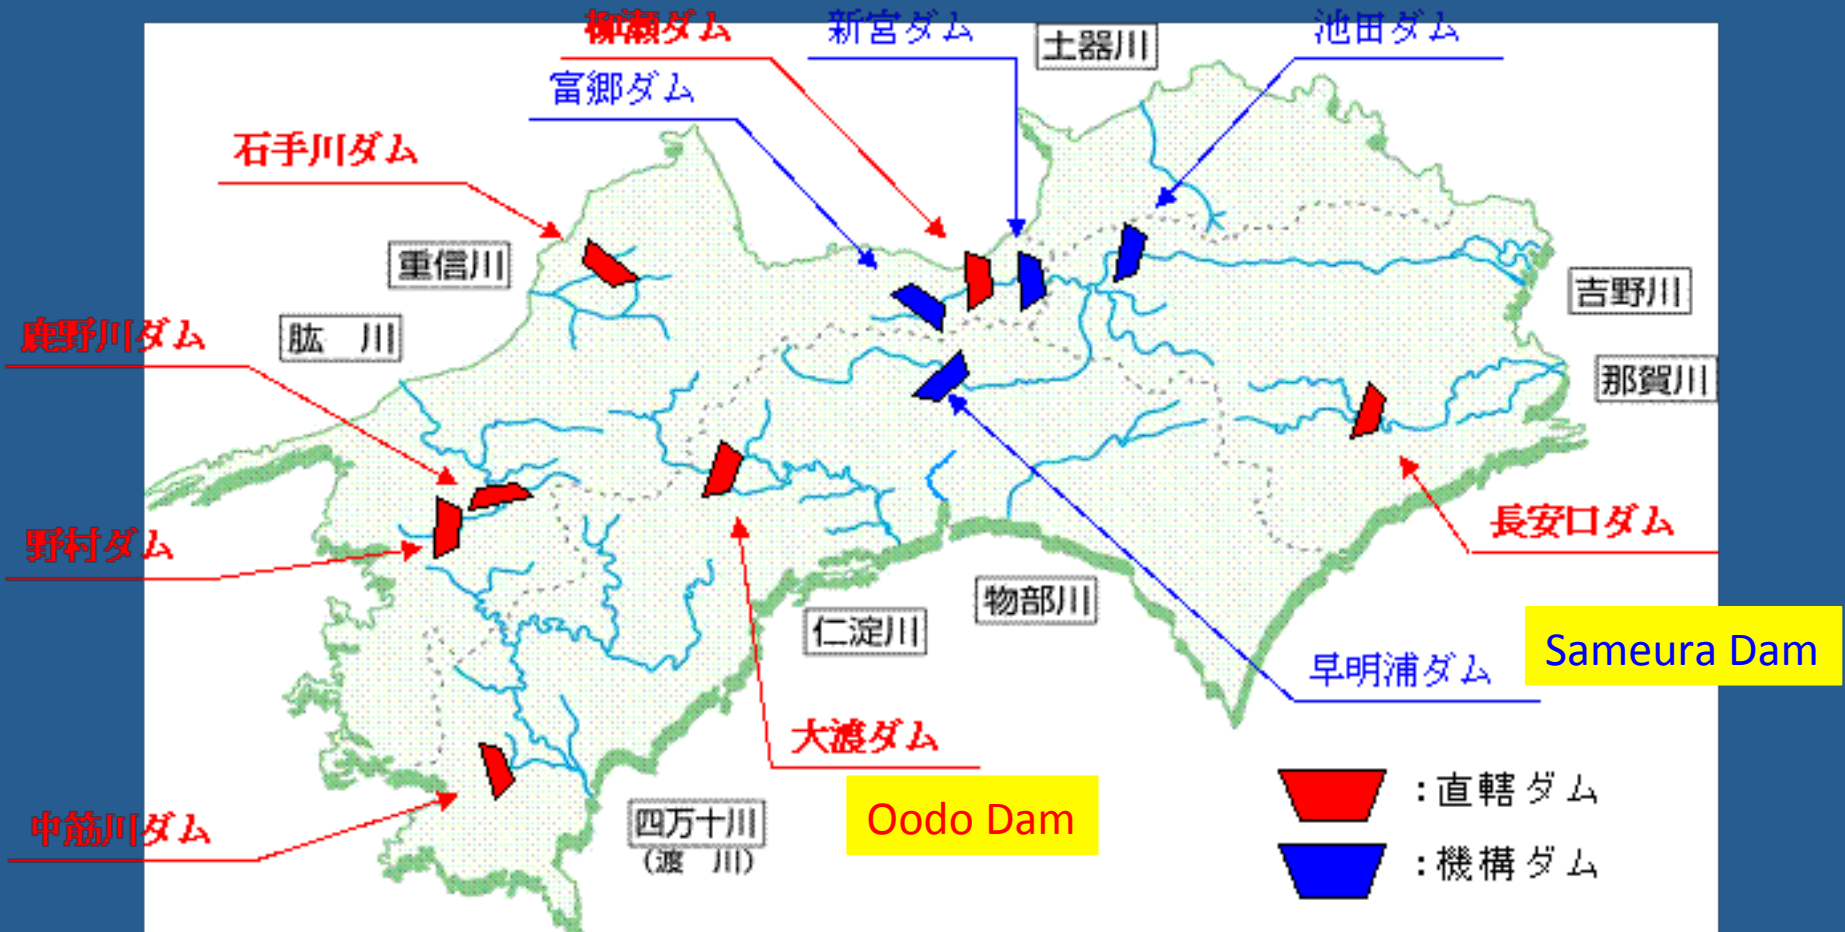 柳瀬ダム
新宮ダム
土器川
池田ダム
富郷ダム
石手川ダム
重信川
吉野川
肱　川
鹿野川ダム
那賀川
長安口ダム
野村ダム
物部川
仁淀川
Sameura Dam
早明浦ダム
大渡ダム
:直轄ダム
Oodo Dam
四万十川
(渡　川)
中筋川ダム
:機構ダム